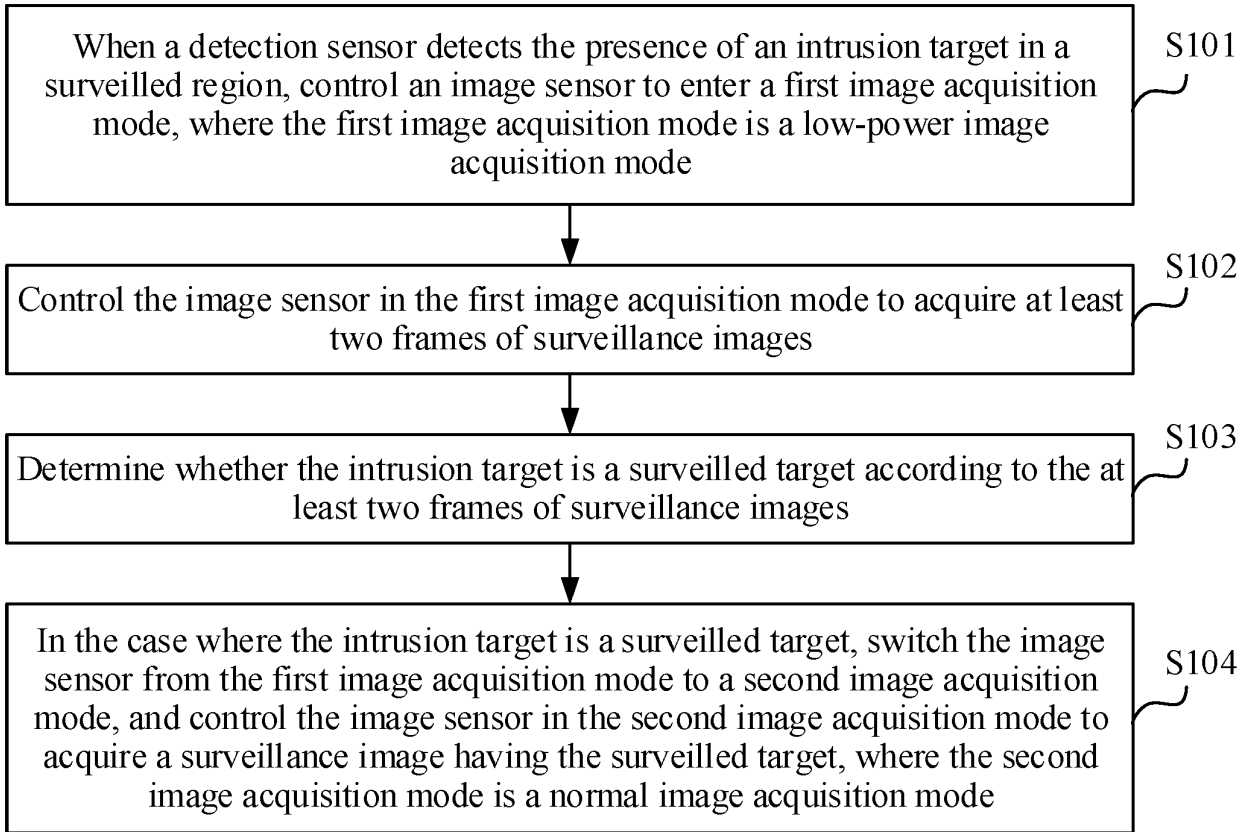 When a detection sensor detects the presence of an intrusion target in a
surveilled region, control an image sensor to enter a first image acquisition
mode, where the first image acquisition mode is a low-power image
acquisition mode
S101
Control the image sensor in the first image acquisition mode to acquire at least
two frames of surveillance images
S102
Determine whether the intrusion target is a surveilled target according to the at
least two frames of surveillance images
S103
In the case where the intrusion target is a surveilled target, switch the image
sensor from the first image acquisition mode to a second image acquisition
mode, and control the image sensor in the second image acquisition mode to
acquire a surveillance image having the surveilled target, where the second
image acquisition mode is a normal image acquisition mode
S104